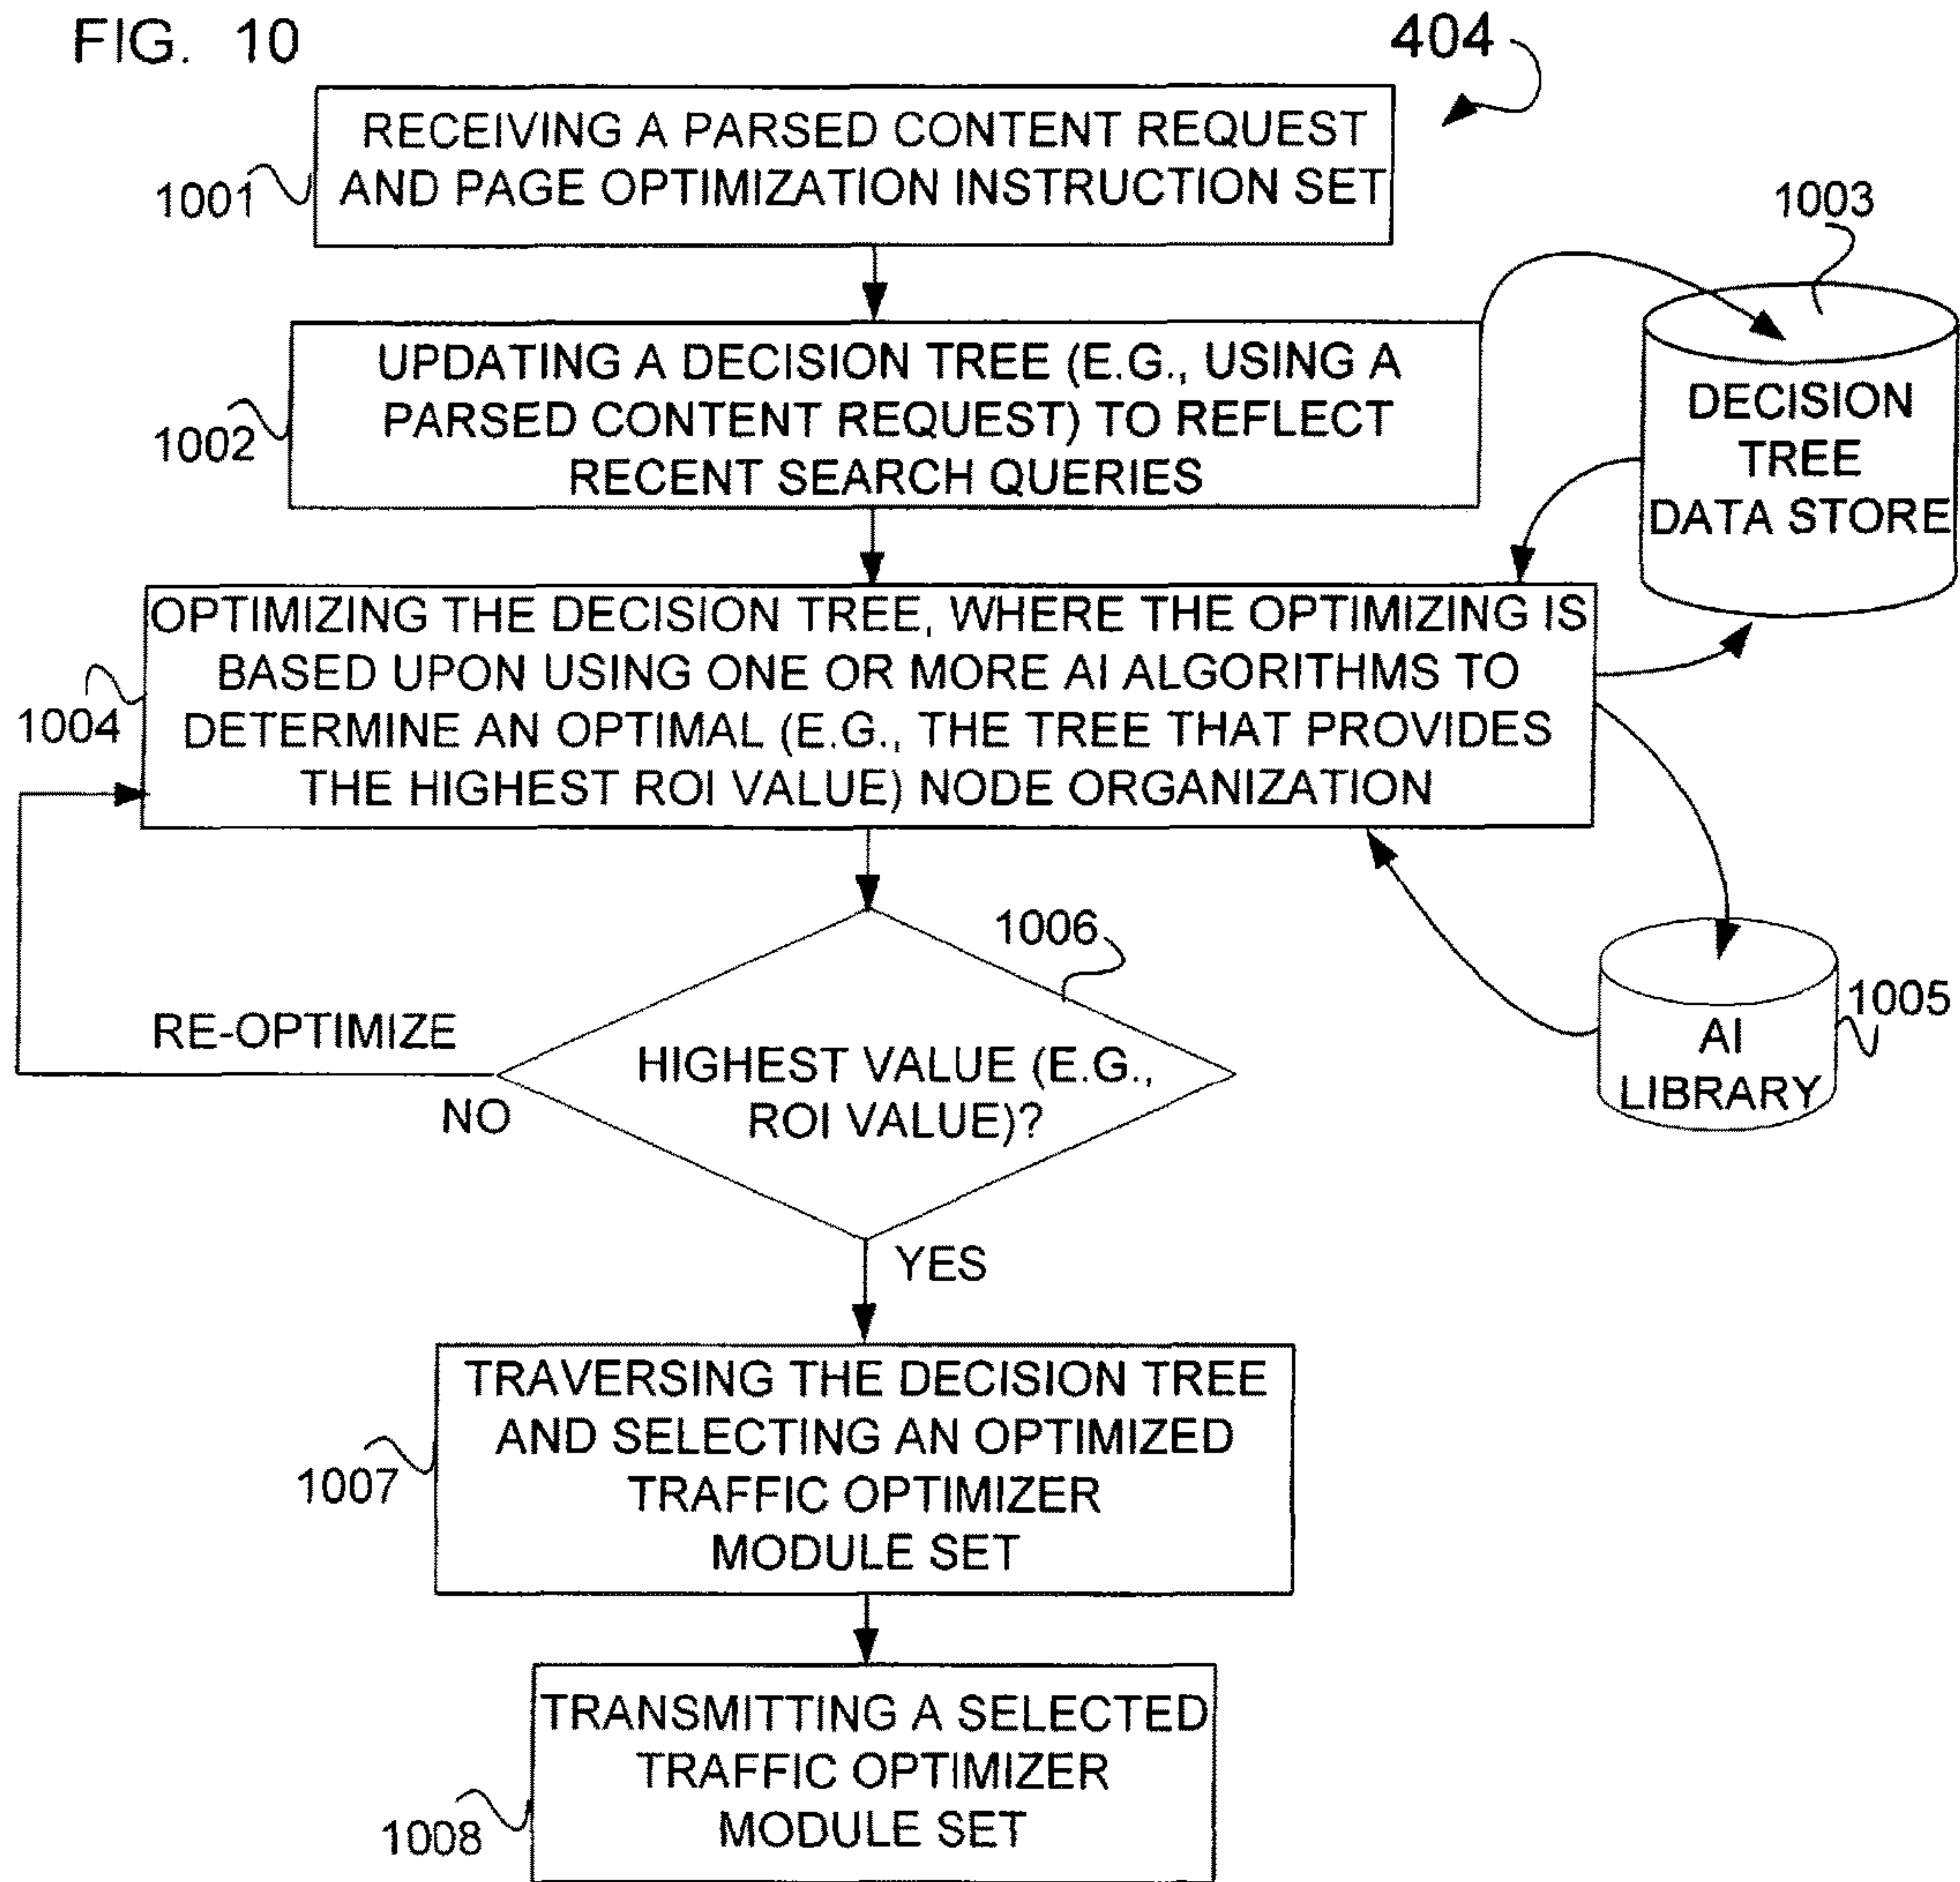 FIG. 10
404
RECEIVING A PARSED CONTENT REQUEST
AND PAGE OPTIMIZATION INSTRUCTION SET
1001
1003
UPDATING A DECISION TREE (E.G., USING A
PARSED CONTENT REQUEST) TO REFLECT
RECENT SEARCH QUERIES
1002
DECISION
TREE
DATA STORE
OPTIMIZING THE DECISION TREE, WHERE THE OPTIMIZING IS
BASED UPON USING ONE OR MORE AI ALGORITHMS TO
DETERMINE AN OPTIMAL (E.G., THE TREE THAT PROVIDES
THE HIGHEST ROI VALUE) NODE ORGANIZATION
1004
1006
RE-OPTIMIZE
NO
HIGHEST VALUE (E.G.,
ROI VALUE)?
1005
AI
LIBRARY
YES
TRAVERSING THE DECISION TREE
AND SELECTING AN OPTIMIZED
TRAFFIC OPTIMIZER
MODULE SET
1007
TRANSMITTING A SELECTED
TRAFFIC OPTIMIZER
MODULE SET
1008